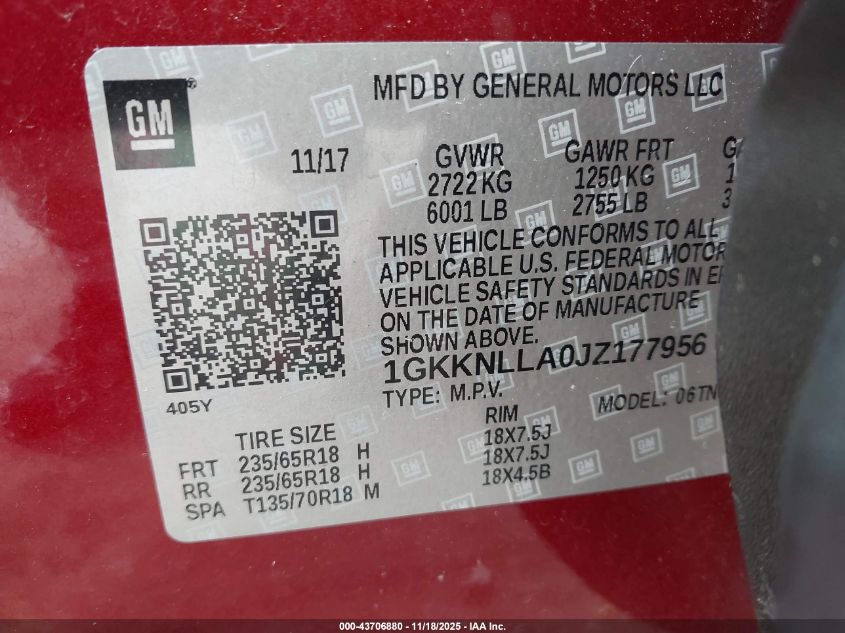 GM
MFD BY GENERAL MOTORS LLC
11/17
GVWR GAWR FRT
2722 KG 1250 KG
6001 LB 2755 LB
THIS VEHICLE CONFORMS TO ALL
APPLICABLE U.S. FEDERAL MOTOR
VEHICLE SAFETY STANDARDS IN
ON THE DATE OF MANUFACTURE
SHOWN ABOVE.
1GKKNLLA0JZ177956
TYPE: M.P.V. MODEL: 06TN
405Y
TIRE SIZE RIM
FRT 235/65R18 H 18X7.5J
RR 235/65R18 H 18X7.5J
SPA T135/70R18 M 18X4.5B
000-43706880 - 11/18/2025 - IAA Inc.